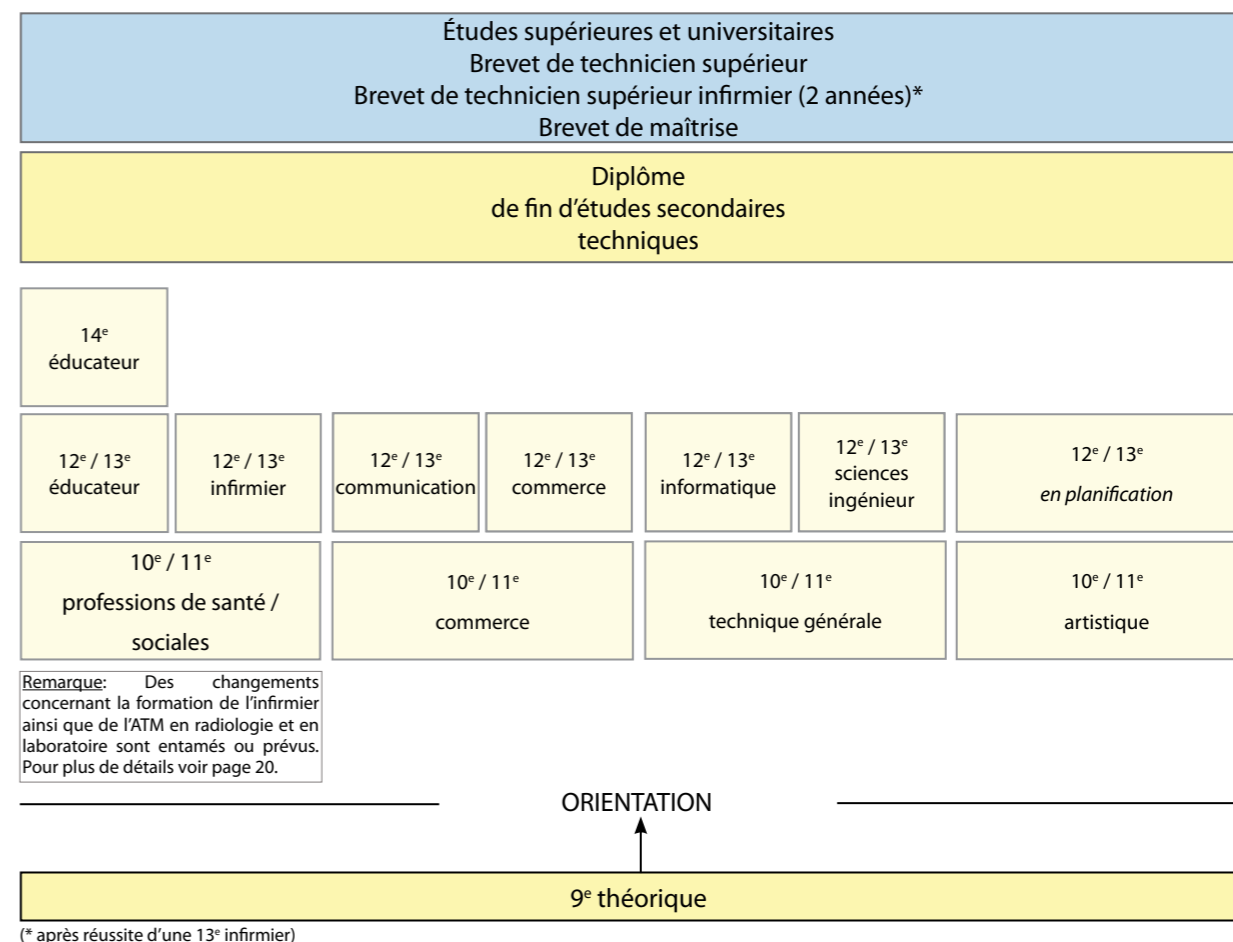 Études supérieures et universitaires
Brevet de technicien supérieur
Brevet de technicien supérieur infirmier (2 années)*
Brevet de maîtrise
Diplôme
de fin d'études secondaires
techniques
14e
éducateur
12e / 13e
éducateur
12e / 13e
infirmier
12e / 13e
communication
12e / 13e
commerce
12e / 13e
informatique
12e / 13e
sciences
ingénieur
12e / 13e
en planification
10e / 11e
professions de santé /
sociales
10e / 11e
commerce
10e / 11e
technique générale
10e / 11e
artistique
Remarque: Des changements
concernant la formation de l'infirmier
ainsi que de l'ATM en radiologie et en
laboratoire sont entamés ou prévus.
Pour plus de détails voir page 20.
ORIENTATION
9e théorique
(* après réussite d'une 13e infirmier)